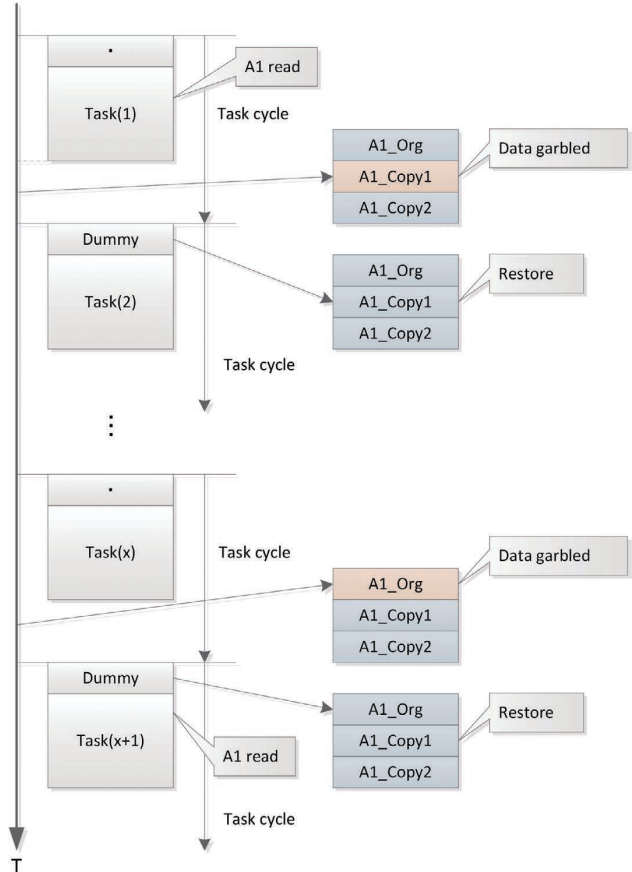 .
A1 read
Task(1)
Task cycle
A1_Org
Data garbled
A1_Copy1
A1_Copy2
Dummy
Task(2)
A1_Org
Restore
A1_Copy1
A1_Copy2
Task cycle
⋮
.
Task(x)
Task cycle
Data garbled
A1_Org
A1_Copy1
A1_Copy2
Dummy
A1_Org
Restore
Task(x+1)
A1_Copy1
A1 read
A1_Copy2
Task cycle
T